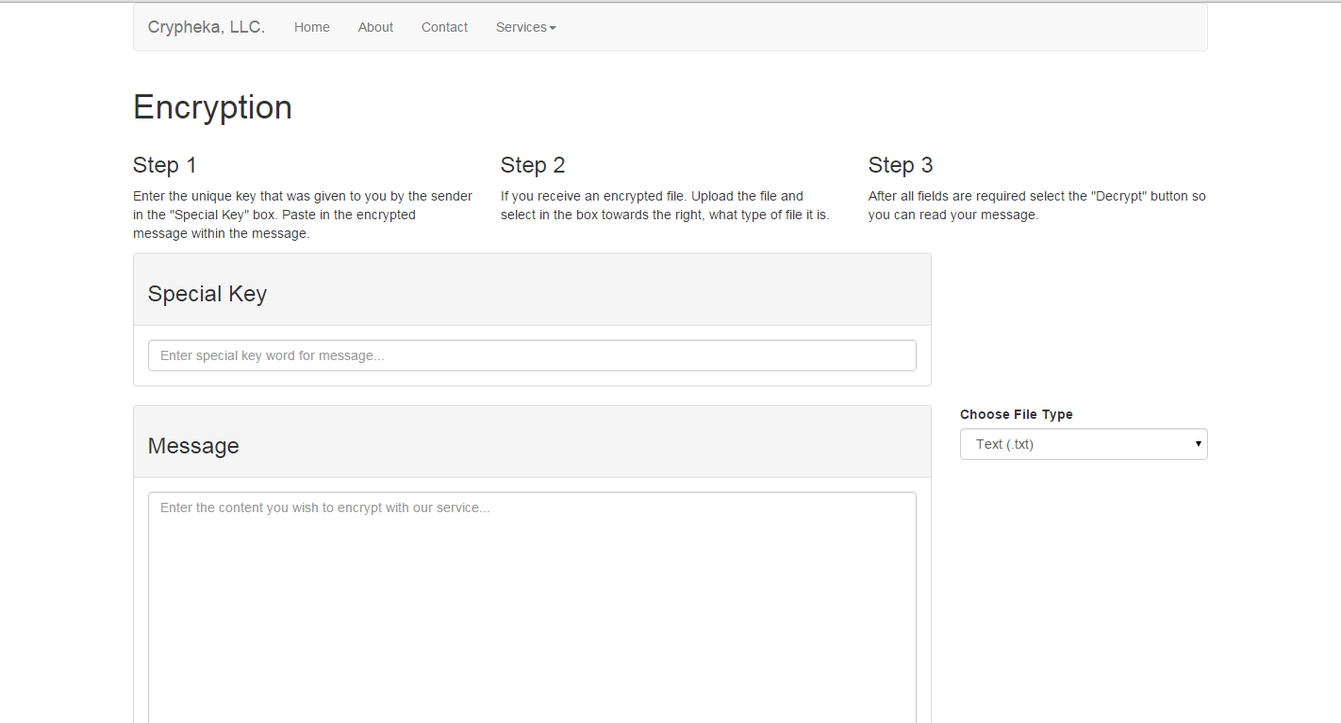 Crypheka, LLC. Home About Contact Services
Encryption
Step 1
Enter the unique key that was given to you by the sender
in the "Special Key" box. Paste in the encrypted
message within the message.
Step 2
If you receive an encrypted file. Upload the file and
select in the box towards the right, what type of file it is.
Step 3
After all fields are required select the "Decrypt" button so
you can read your message.
Special Key
Enter special key word for message...
Message
Enter the content you wish to encrypt with our service...
Choose File Type
Text (.txt)